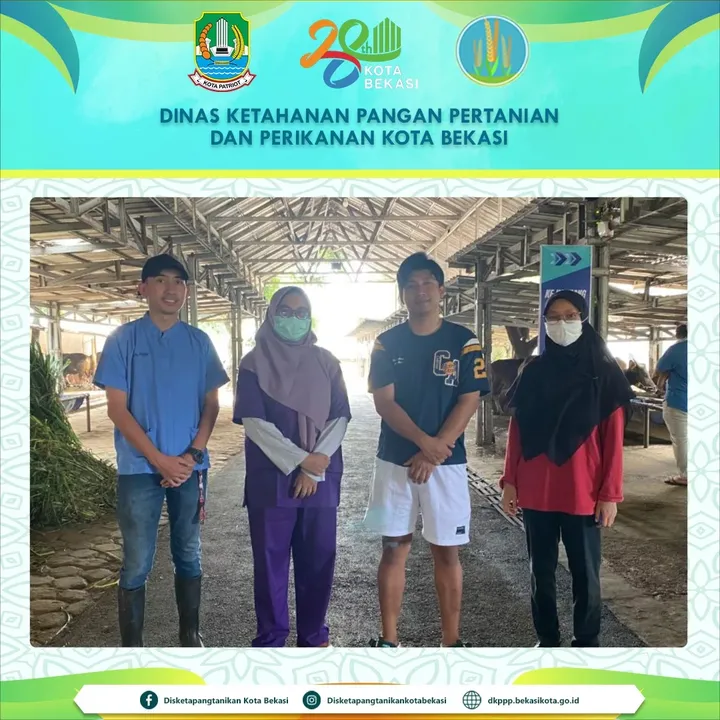 KOTA PATRIOT
28th
KOTA
BEKASI
DINAS KETAHANAN PANGAN PERTANIAN
DAN PERIKANAN KOTA BEKASI
Disketapangtanikan Kota Bekasi
Disketapangtanikankotabekasi
dkppp.bekasikota.go.id